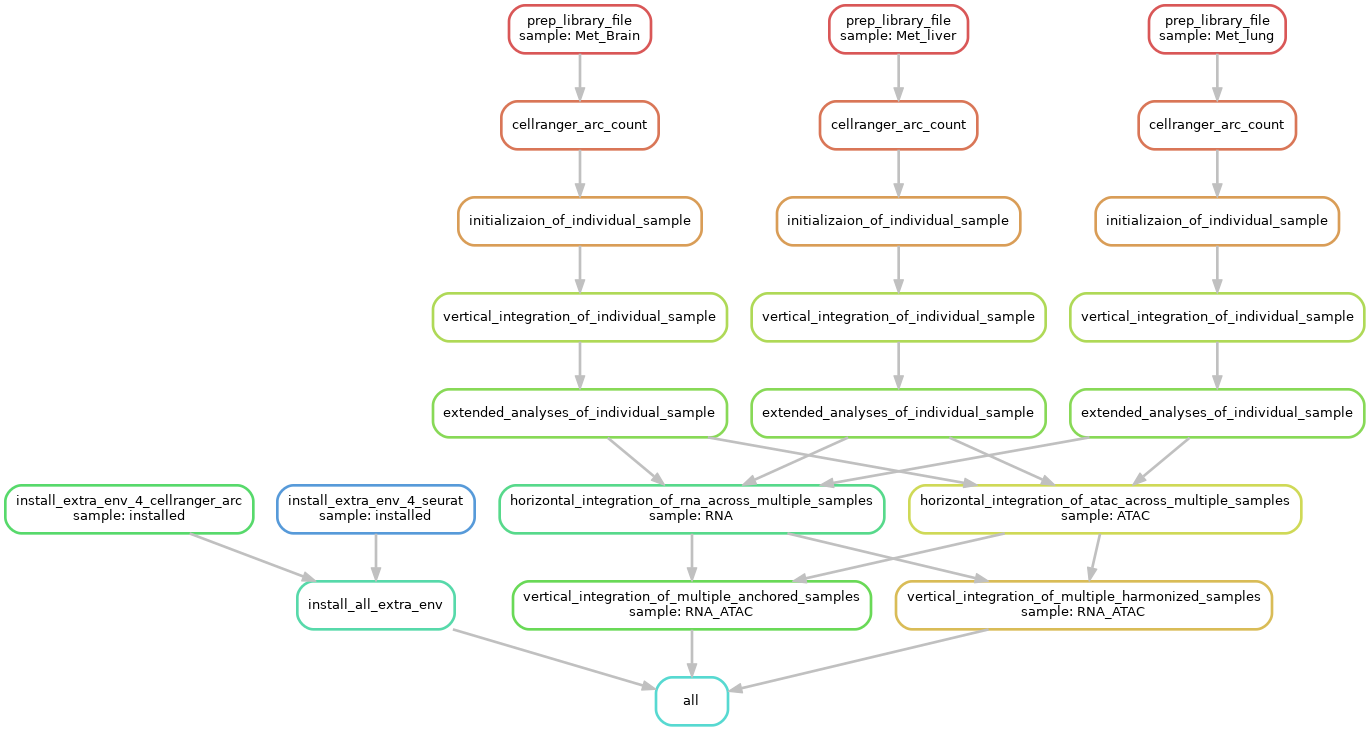 prep_library_file
sample: Met_Brain
prep_library_file
sample: Met_liver
prep_library_file
sample: Met_lung
cellranger_arc_count
cellranger_arc_count
cellranger_arc_count
initializaion_of_individual_sample
initializaion_of_individual_sample
initializaion_of_individual_sample
vertical_integration_of_individual_sample
vertical_integration_of_individual_sample
vertical_integration_of_individual_sample
extended_analyses_of_individual_sample
extended_analyses_of_individual_sample
extended_analyses_of_individual_sample
install_extra_env_4_cellranger_arc
sample: installed
install_extra_env_4_seurat
sample: installed
horizontal_integration_of_rna_across_multiple_samples
sample: RNA
horizontal_integration_of_atac_across_multiple_samples
sample: ATAC
install_all_extra_env
vertical_integration_of_multiple_anchored_samples
sample: RNA_ATAC
vertical_integration_of_multiple_harmonized_samples
sample: RNA_ATAC
all